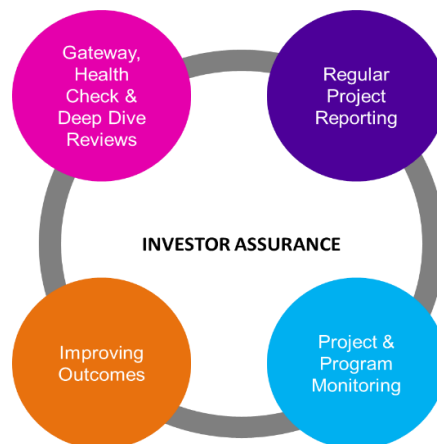 Gateway,
Health
Check &
Deep Dive
Reviews
Regular
Project
Reporting
INVESTOR ASSURANCE
Improving
Outcomes
Project &
Program
Monitoring